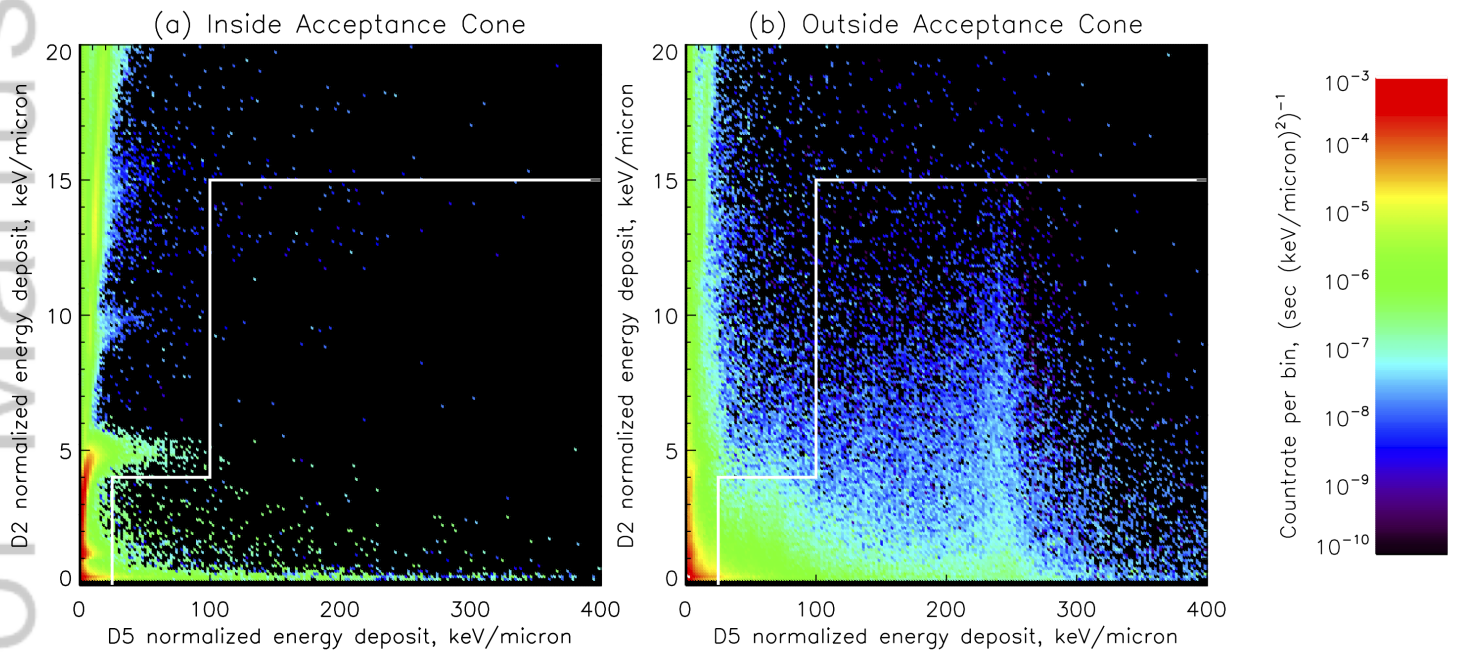 (a) Inside Acceptance Cone
(b) Outside Acceptance Cone
D2 normalized energy deposit, keV/micron
20
15
10
5
0
0 100 200 300 400
D5 normalized energy deposit, keV/micron
D2 normalized energy deposit, keV/micron
20
15
10
5
0
0 100 200 300 400
D5 normalized energy deposit, keV/micron
Countrate per bin, (sec (keV/micron)²)⁻¹
10⁻³
10⁻⁴
10⁻⁵
10⁻⁶
10⁻⁷
10⁻⁸
10⁻⁹
10⁻¹⁰